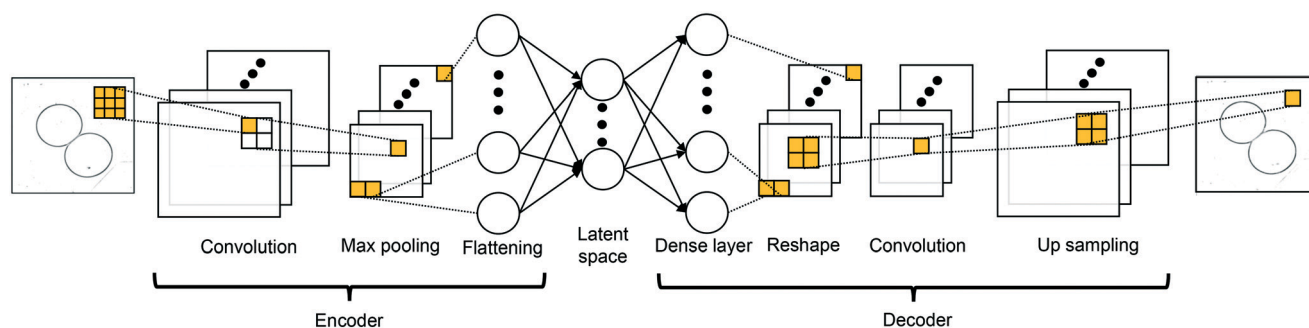 Convolution
Max pooling
Flattening
Latent
space
Dense layer
Reshape
Convolution
Up sampling
Encoder
Decoder